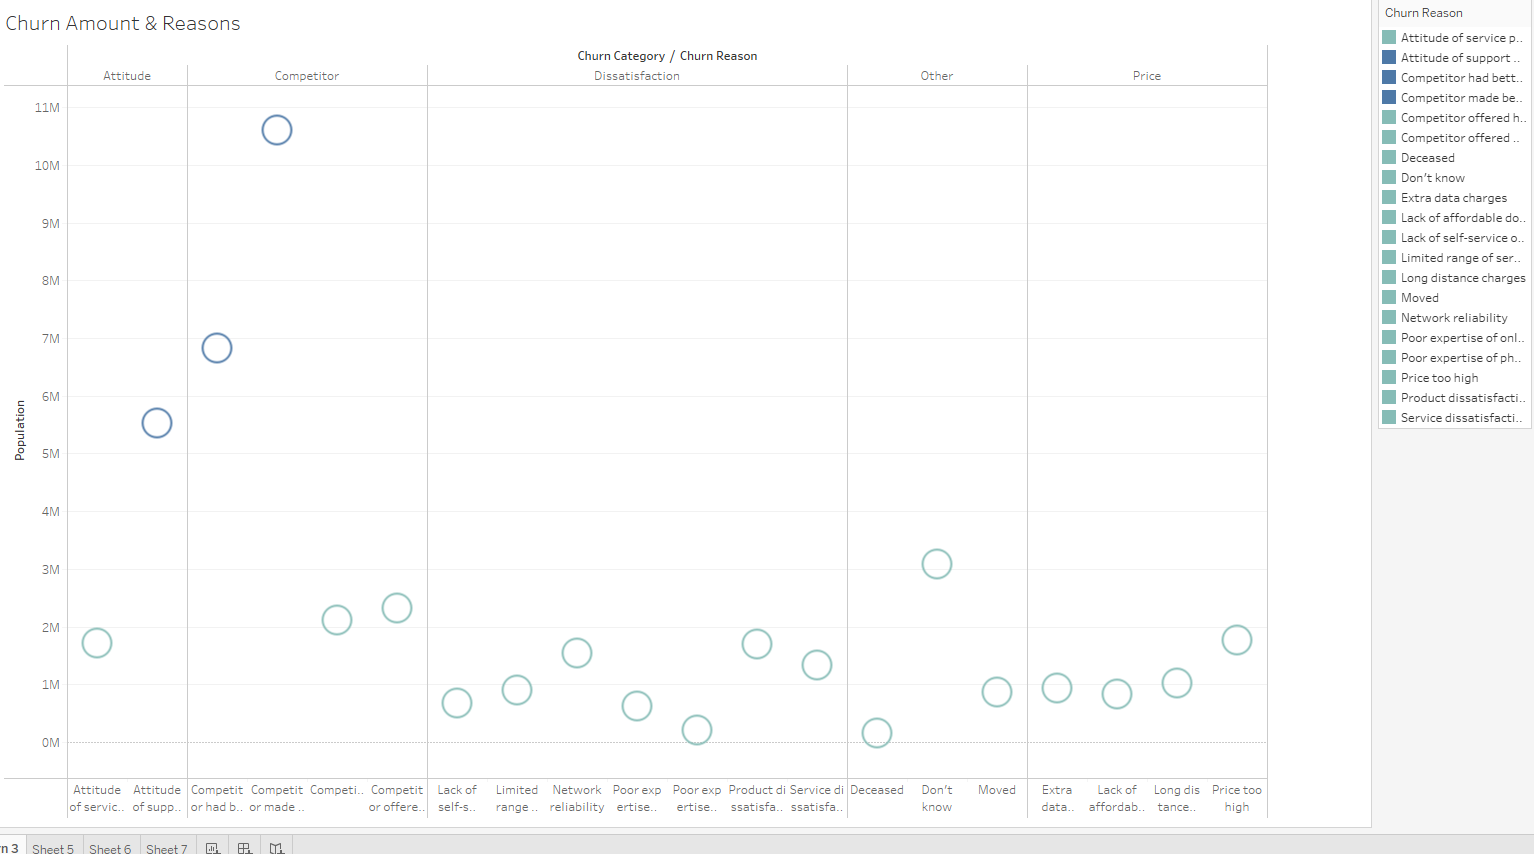 Churn Amount & Reasons
Churn Category / Churn Reason
Attitude
Competitor
Dissatisfaction
Other
Price
11M
10M
9M
8M
7M
6M
5M
4M
3M
2M
1M
0M
Population
Attitude
of servic..
Attitude
of supp..
Competit
or had b..
Competit
or made ..
Competi..
Competit
or offere..
Lack of
self-s..
Limited
range ..
Network
reliability
Poor exp
ertise..
Poor exp
ertise..
Product di
ssatisfa..
Service di
ssatisfa..
Deceased
Don't
know
Moved
Extra
data..
Lack of
affordab..
Long dis
tance..
Price too
high
Churn Reason
Attitude of service p..
Attitude of support ..
Competitor had bett..
Competitor made be..
Competitor offered h..
Competitor offered ..
Deceased
Don't know
Extra data charges
Lack of affordable do..
Lack of self-service o..
Limited range of ser..
Long distance charges
Moved
Network reliability
Poor expertise of onl..
Poor expertise of ph..
Price too high
Product dissatisfacti..
Service dissatisfacti..
n 3
Sheet 5
Sheet 6
Sheet 7